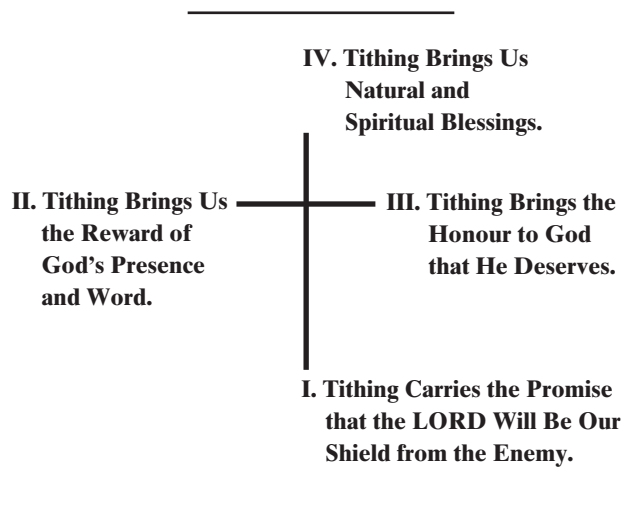 IV. Tithing Brings Us
Natural and
Spiritual Blessings.
II. Tithing Brings Us
the Reward of
God’s Presence
and Word.
III. Tithing Brings the
Honour to God
that He Deserves.
I. Tithing Carries the Promise
that the LORD Will Be Our
Shield from the Enemy.